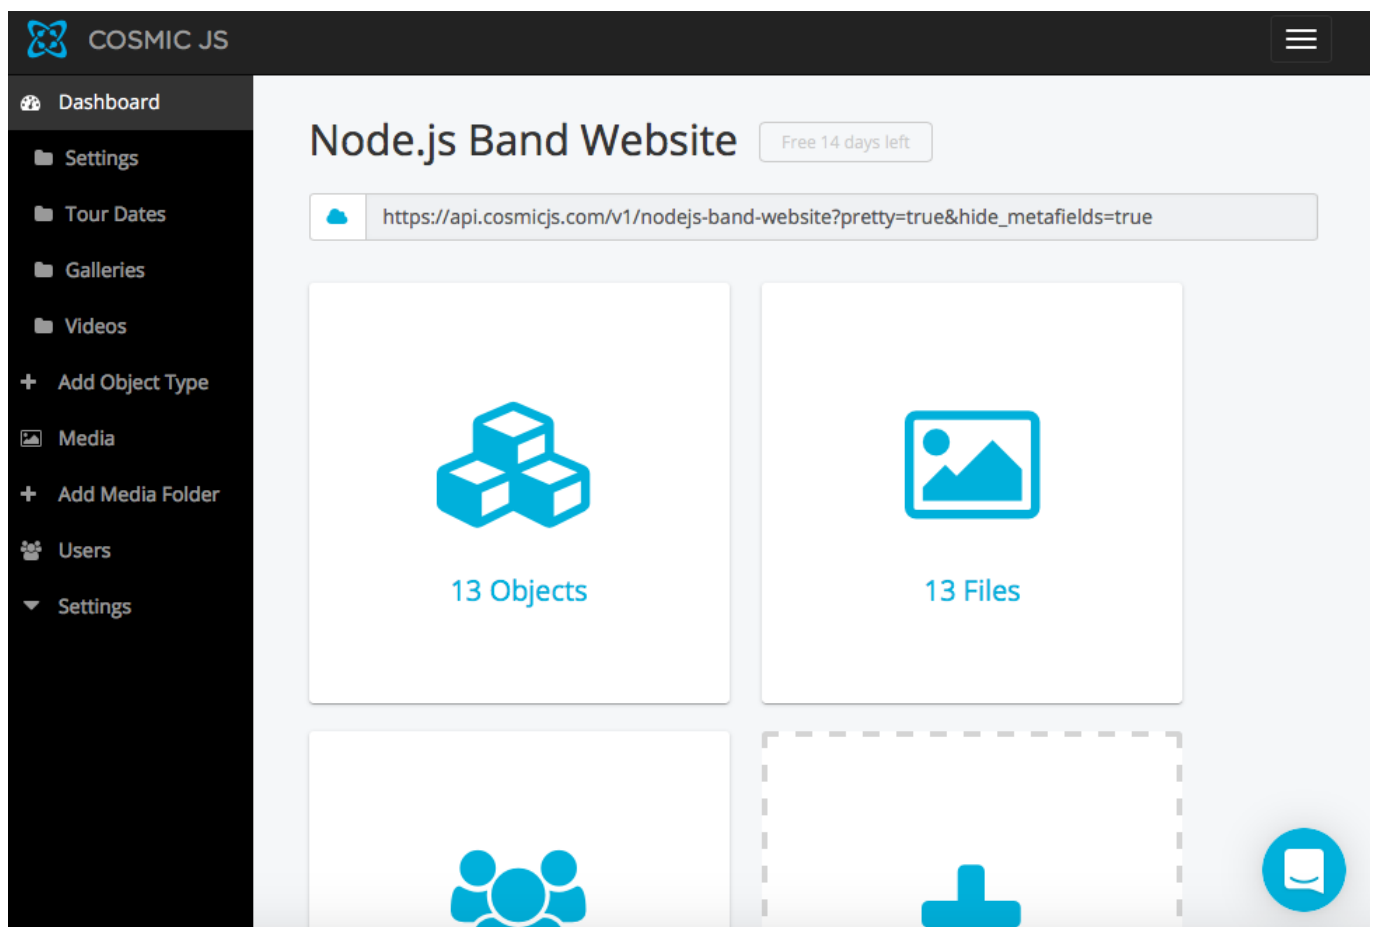 COSMIC JS
Dashboard
Settings
Tour Dates
Galleries
Videos
Add Object Type
Media
Add Media Folder
Users
Settings
Node.js Band Website
Free 14 days left
https://api.cosmicjs.com/v1/nodejs-band-website?pretty=true&hide_metafields=true
13 Objects
13 Files